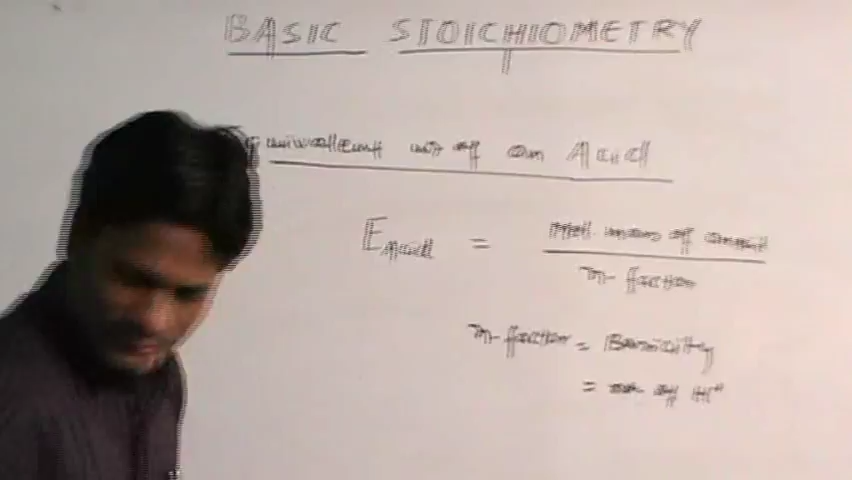 BASIC STOICHIOMETRY
Equivalent wt of an Acid
E Acid = Mol. mass of
n-factor
n-factor = Basicity
= no of H⁺